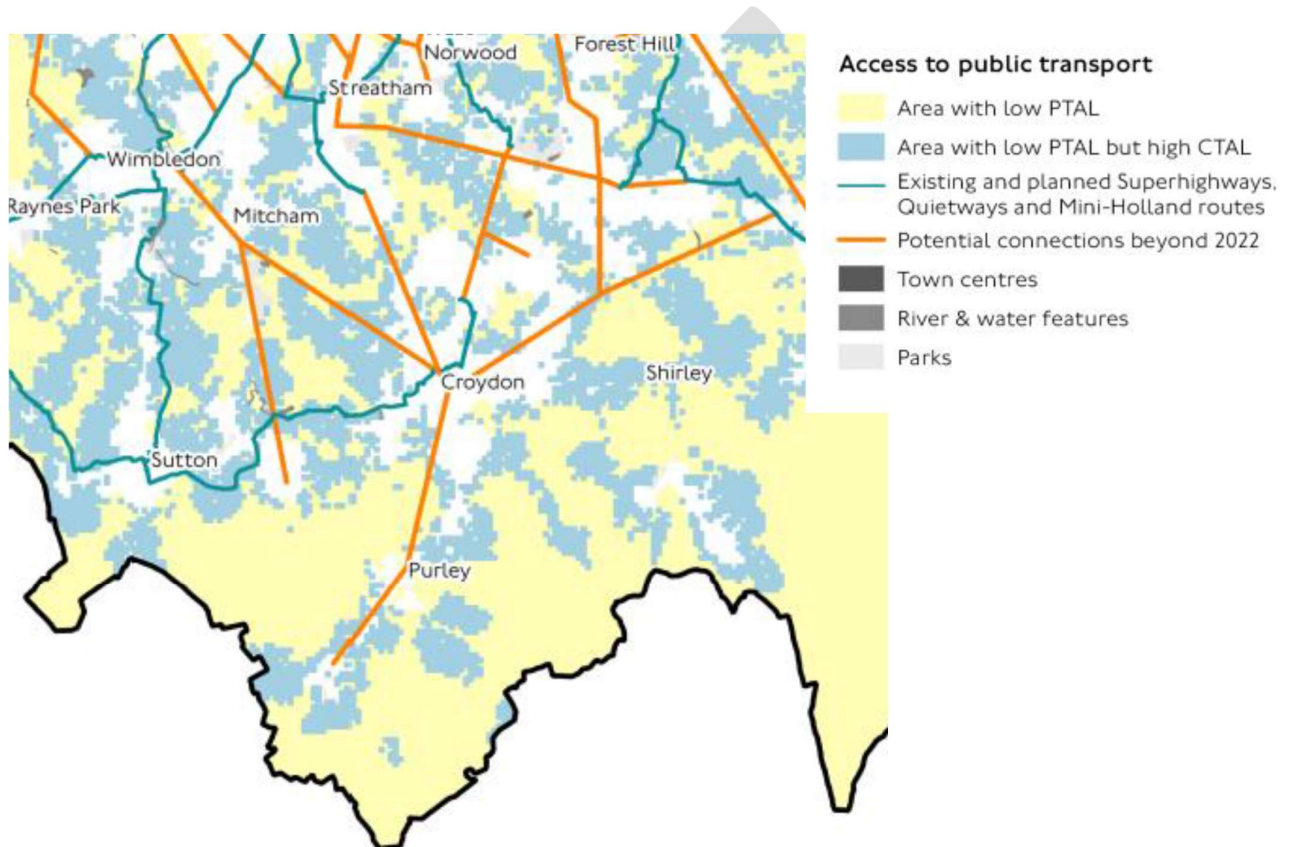 Norwood
Forest Hill
Streatham
Wimbledon
Raynes Park
Mitcham
Croydon
Shirley
Sutton
Purley
Access to public transport
Area with low PTAL
Area with low PTAL but high CTAL
Existing and planned Superhighways,
Quietways and Mini-Holland routes
Potential connections beyond 2022
Town centres
River & water features
Parks